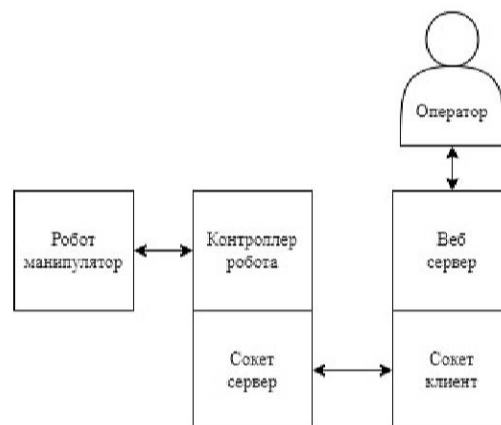 Оператор
Робот
манипулятор
Контроллер
робота
Веб
сервер
Сокет
сервер
Сокет
клиент